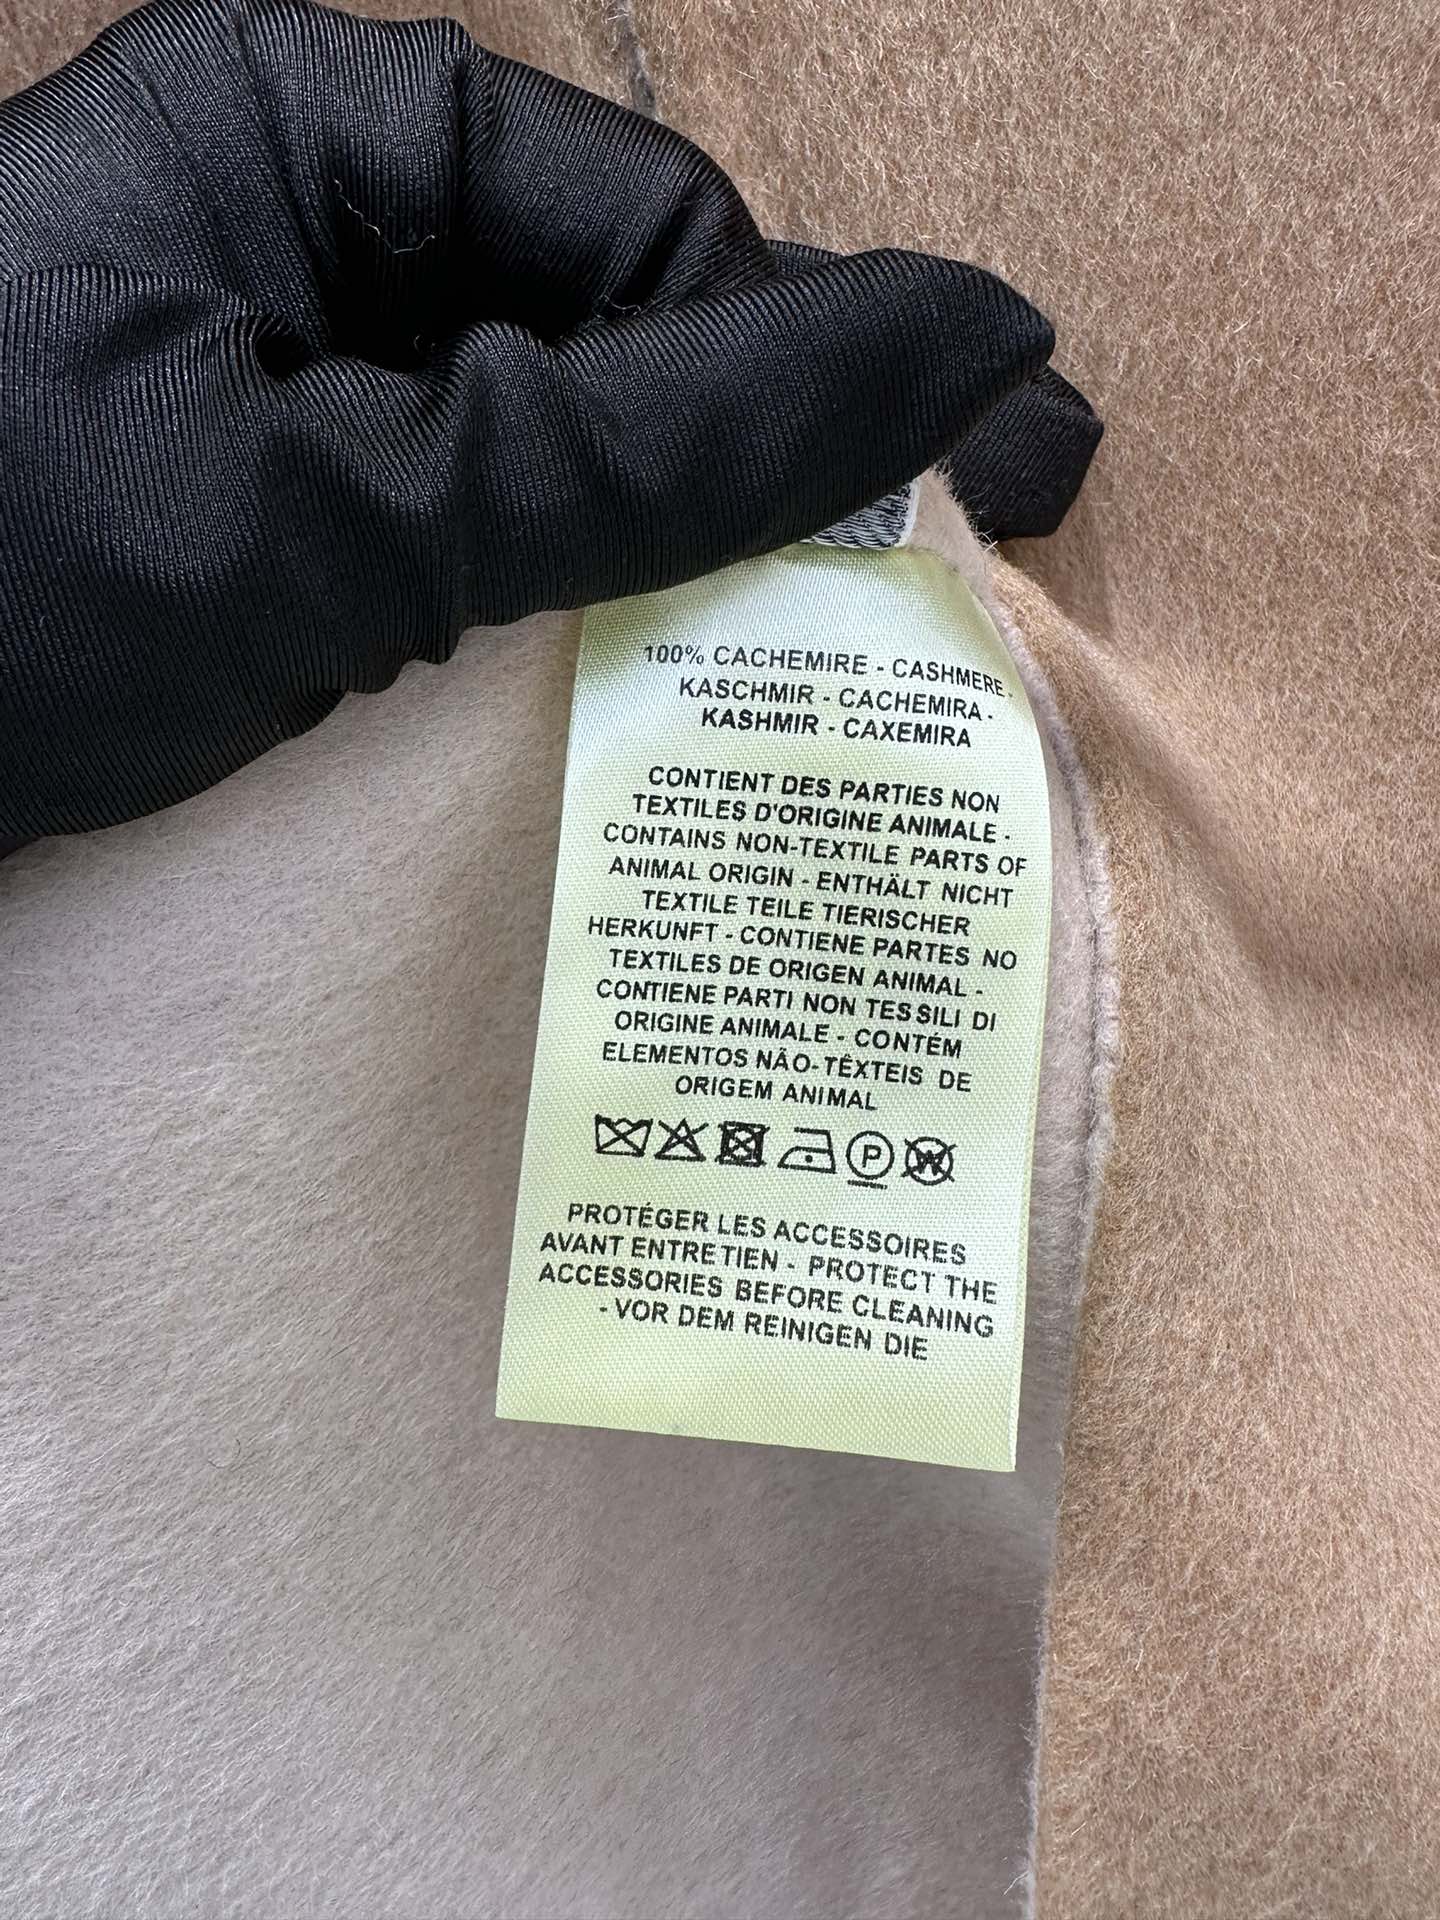 100% CACHEMIRE - CASHMERE -
KASCHMIR - CACHEMIRA -
KASHMIR - CAXEMIRA
CONTIENT DES PARTIES NON
TEXTILES D'ORIGINE ANIMALE -
CONTAINS NON-TEXTILE PARTS OF
ANIMAL ORIGIN - ENTHÄLT NICHT
TEXTILE TEILE TIERISCHER
HERKUNFT - CONTIENE PARTES NO
TEXTILES DE ORIGEN ANIMAL -
CONTIENE PARTI NON TESSILI DI
ORIGINE ANIMALE - CONTÉM
ELEMENTOS NÃO-TÊXTEIS DE
ORIGEM ANIMAL
P W
PROTÉGER LES ACCESSOIRES
AVANT ENTRETIEN - PROTECT THE
ACCESSORIES BEFORE CLEANING
- VOR DEM REINIGEN DIE